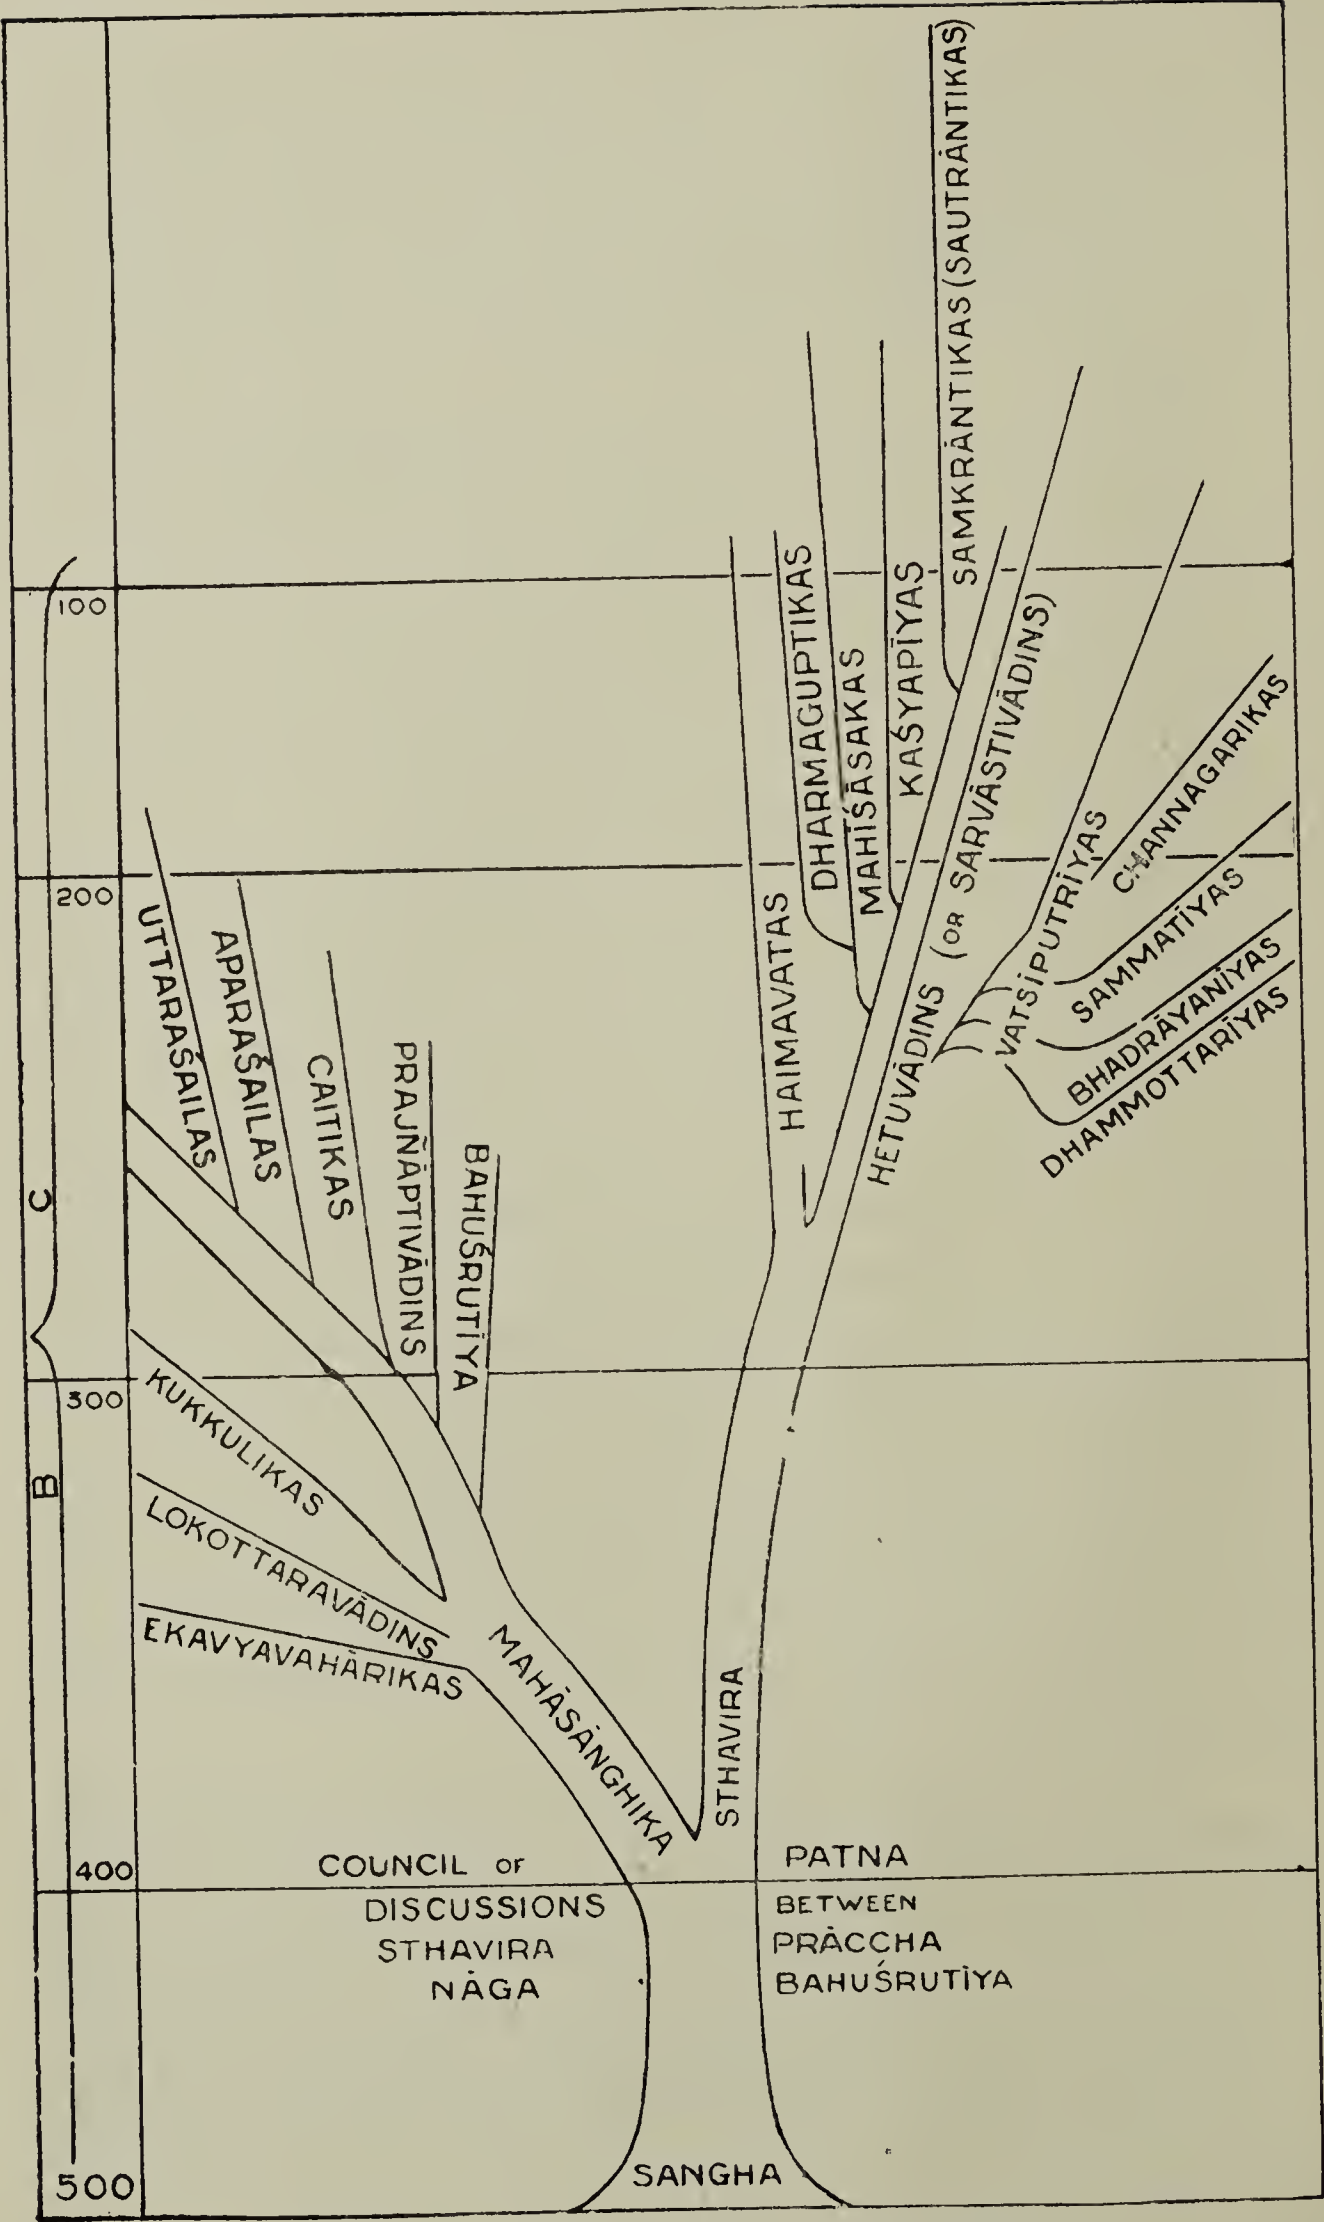 SAMKRĀNTIKAS (SAUTRĀNTIKAS)
100
DHARMAGUPTIKAS
MAHĪŚĀSAKAS
KAŚYAPĪYAS
HETUVĀDINS (OR SARVĀSTIVĀDINS)
CHANNAGARIKAS
200
UTTARAŚAILAS
APARAŚAILAS
CAITIKAS
PRAJÑĀPTIVĀDINS
BAHUŚRUTĪYA
HAIMAVATAS
VATSĪPUTRĪYAS
SAMMATĪYAS
BHADRĀYANĪYAS
DHAMMOTTARĪYAS
C
B
300
KUKKULIKAS
LOKOTTARAVĀDINS
EKAVYAVAHĀRIKAS
MAHĀSĀNGHIKA
STHAVIRA
400
COUNCIL OF PATNA
DISCUSSIONS BETWEEN
STHAVIRA PRĀCCHA
NĀGA BAHUŚRUTĪYA
500
SANGHA